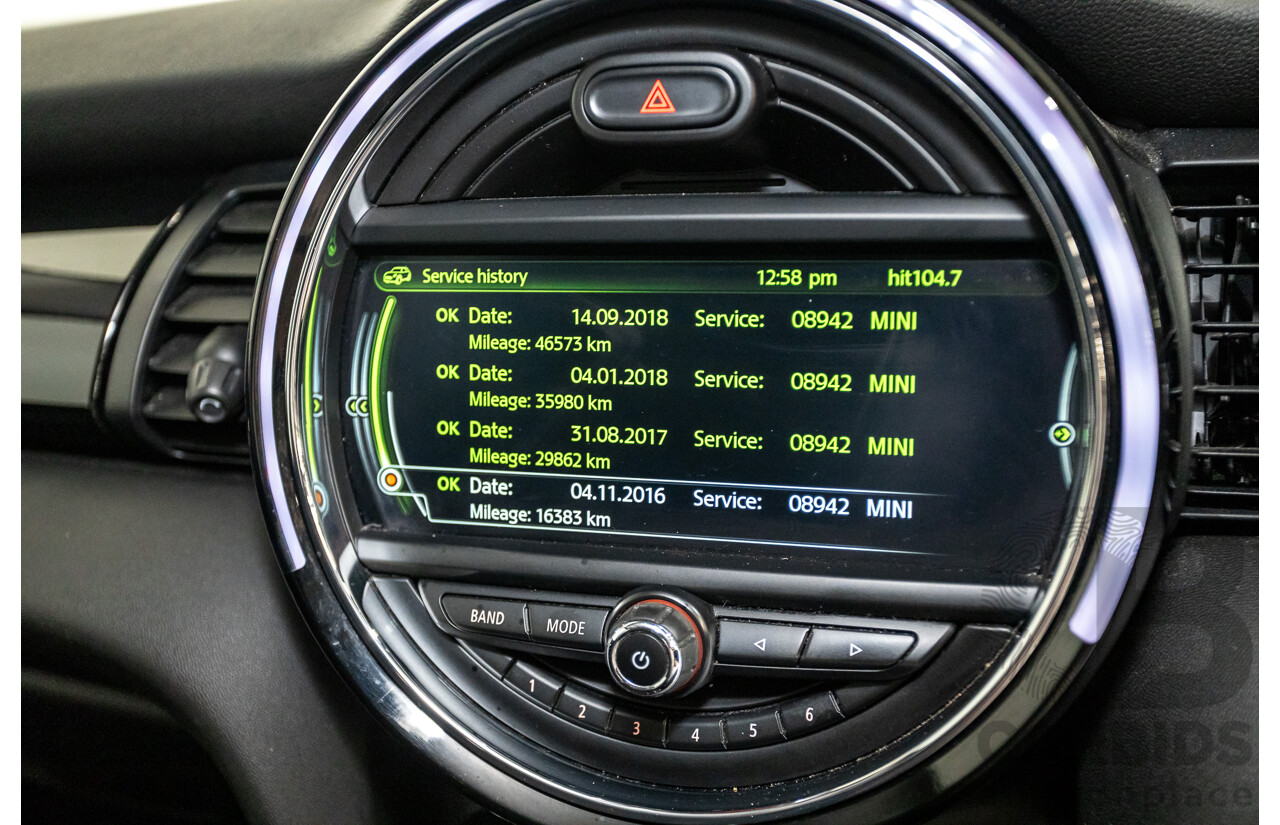 Service history 12:58 pm hit104.7
OK Date: 14.09.2018 Service: 08942 MINI
Mileage: 46573 km
OK Date: 04.01.2018 Service: 08942 MINI
Mileage: 35980 km
OK Date: 31.08.2017 Service: 08942 MINI
Mileage: 29862 km
OK Date: 04.11.2016 Service: 08942 MINI
Mileage: 16383 km
BAND MODE
1 2 3 4 5 6